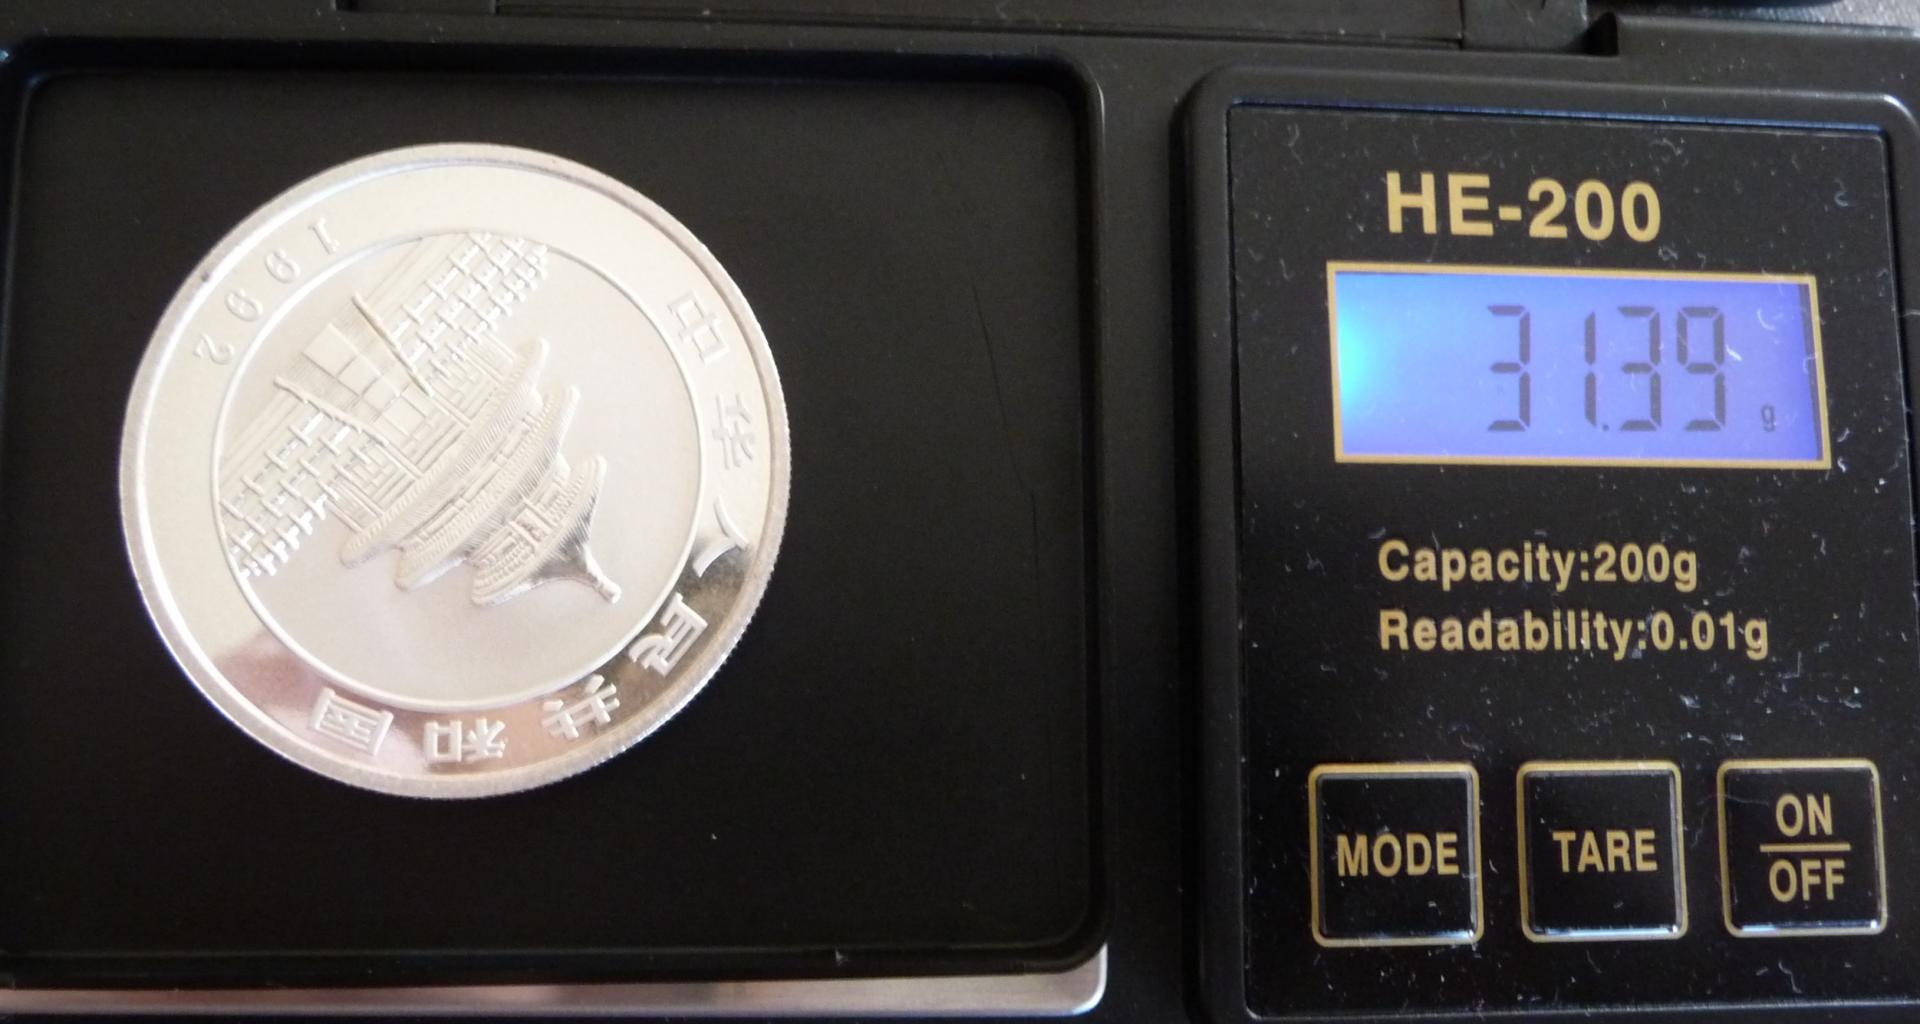 中华人民共和国
1992
HE-200
31.39 g
Capacity:200g
Readability:0.01g
MODE
TARE
ON
OFF